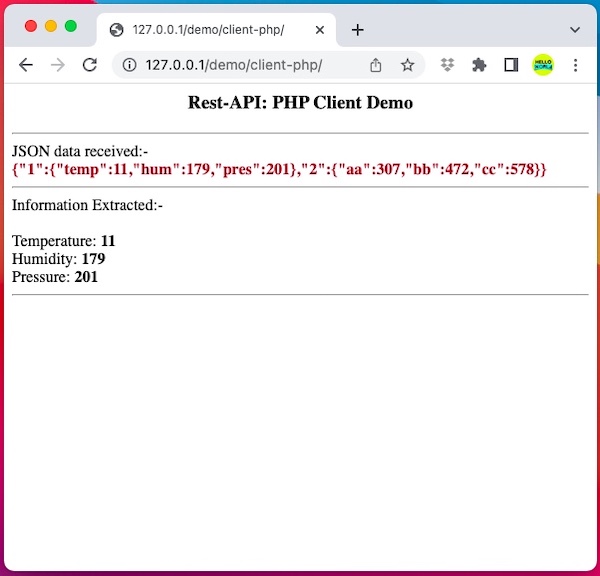 127.0.0.1/demo/client-php/
127.0.0.1/demo/client-php/
HELLO
WORLD
Rest-API: PHP Client Demo
JSON data received:-
{"1":{"temp":11,"hum":179,"pres":201},"2":{"aa":307,"bb":472,"cc":578}}
Information Extracted:-
Temperature: 11
Humidity: 179
Pressure: 201